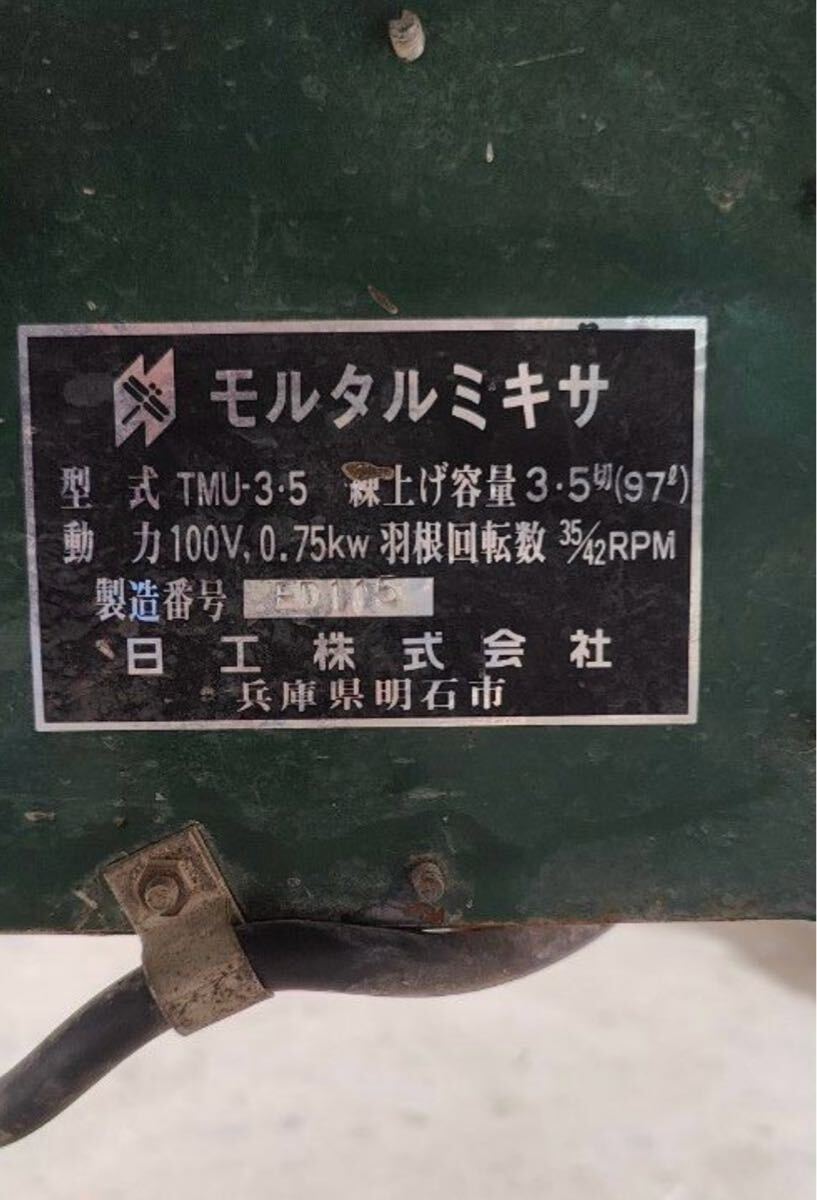 モルタルミキサ
型式 TMU-3・5 練上げ容量 3・5切(97ℓ)
動力 100V, 0.75kw 羽根回転数 35/42RPM
製造番号
日工株式会社
兵庫県明石市